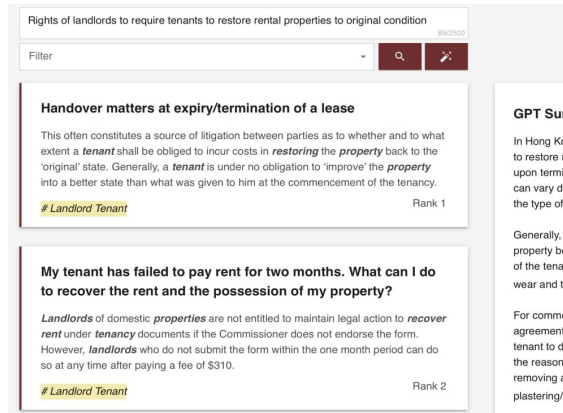 Rights of landlords to require tenants to restore rental properties to original condition
89/2500
Filter
Handover matters at expiry/termination of a lease
This often constitutes a source of litigation between parties as to whether and to what
extent a tenant shall be obliged to incur costs in restoring the property back to the
'original' state. Generally, a tenant is under no obligation to 'improve' the property
into a better state than what was given to him at the commencement of the tenancy.
# Landlord Tenant
Rank 1
My tenant has failed to pay rent for two months. What can I do
to recover the rent and the possession of my property?
Landlords of domestic properties are not entitled to maintain legal action to recover
rent under tenancy documents if the Commissioner does not endorse the form.
However, landlords who do not submit the form within the one month period can do
so at any time after paying a fee of $310.
# Landlord Tenant
Rank 2
GPT Su
In Hong K
to restore
upon termi
can vary d
the type of
Generally,
property be
of the tena
wear and t
For comme
agreement
tenant to d
the reason
removing a
plastering/